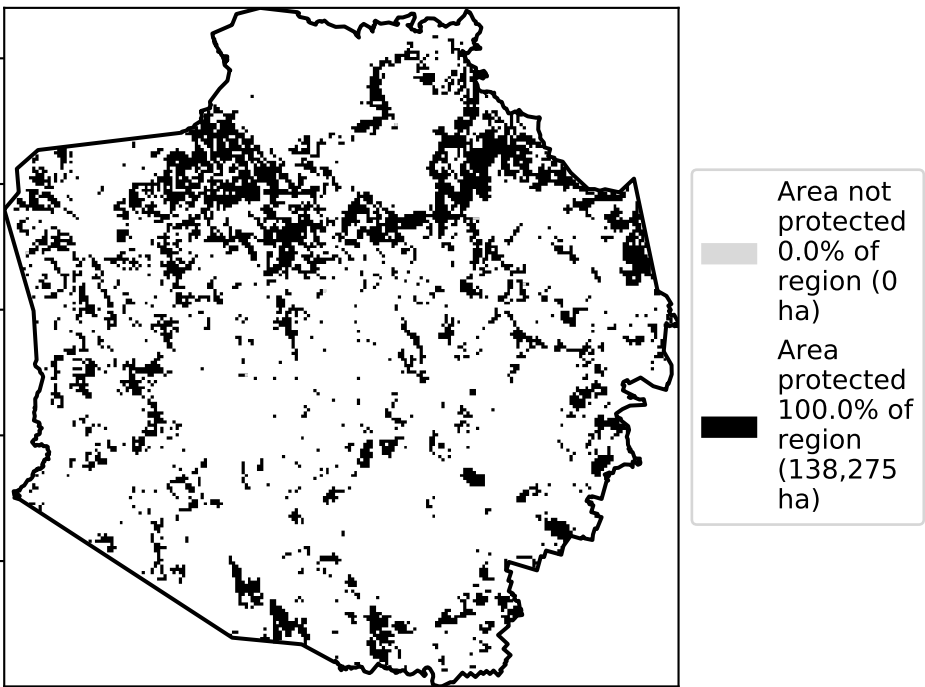 Area not
protected
0.0% of
region (0
ha)
Area
protected
100.0% of
region
(138,275
ha)